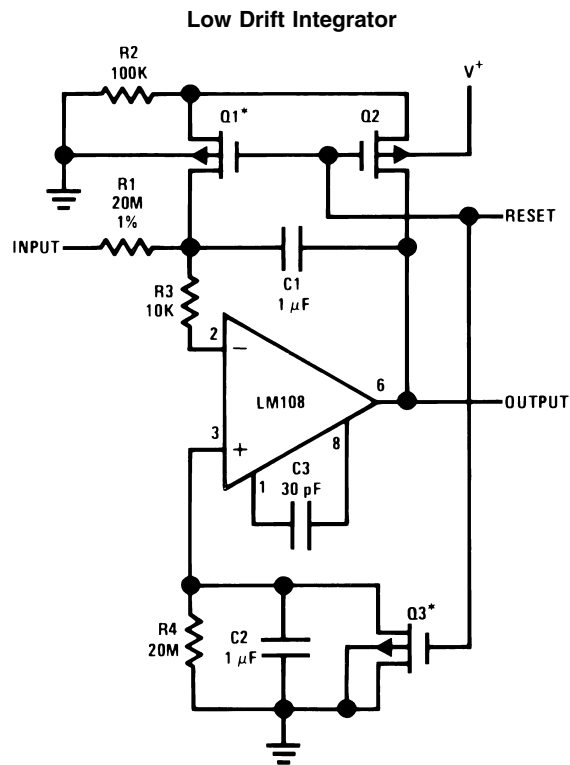 Low Drift Integrator
R2
100K
V+
Q1*
Q2
R1
20M
1%
RESET
INPUT
C1
1 μF
R3
10K
2
−
6
LM108
OUTPUT
3
+
8
C3
30 pF
1
Q3*
R4
20M
C2
1 μF